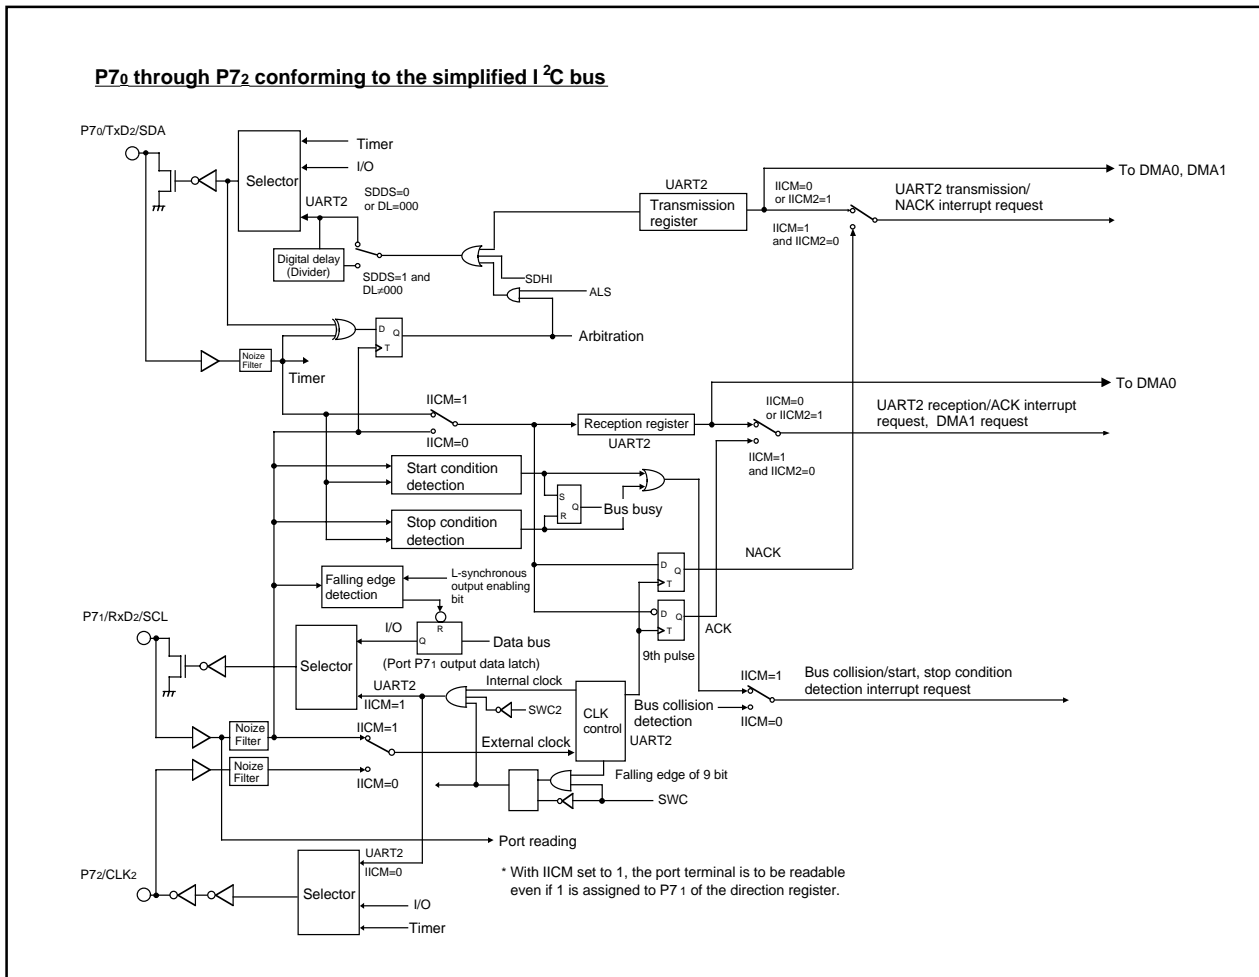 P70 through P72 conforming to the simplified I 2C bus
P70/TxD2/SDA
Timer
I/O
Selector
UART2
SDDS=0
or DL=000
Digital delay
(Divider)
SDDS=1 and
DL≠000
UART2
Transmission
register
SDHI
ALS
IICM=0
or IICM2=1
IICM=1
and IICM2=0
To DMA0, DMA1
UART2 transmission/
NACK interrupt request
D
Q
T
Arbitration
Noize
Filter
Timer
To DMA0
IICM=1
IICM=0
Reception register
UART2
IICM=0
or IICM2=1
IICM=1
and IICM2=0
UART2 reception/ACK interrupt
request, DMA1 request
Start condition
detection
S
Q
R
Bus busy
Stop condition
detection
NACK
D
Q
T
Falling edge
detection
L-synchronous
output enabling
bit
D
Q
T
ACK
9th pulse
P71/RxD2/SCL
I/O
R
Q
Data bus
Selector
(Port P71 output data latch)
UART2
IICM=1
Internal clock
SWC2
CLK
control
UART2
Bus collision
detection
IICM=1
IICM=0
Bus collision/start, stop condition
detection interrupt request
Noize
Filter
IICM=1
External clock
Noize
Filter
IICM=0
Falling edge of 9 bit
SWC
Port reading
P72/CLK2
UART2
IICM=0
Selector
I/O
Timer
* With IICM set to 1, the port terminal is to be readable
even if 1 is assigned to P71 of the direction register.